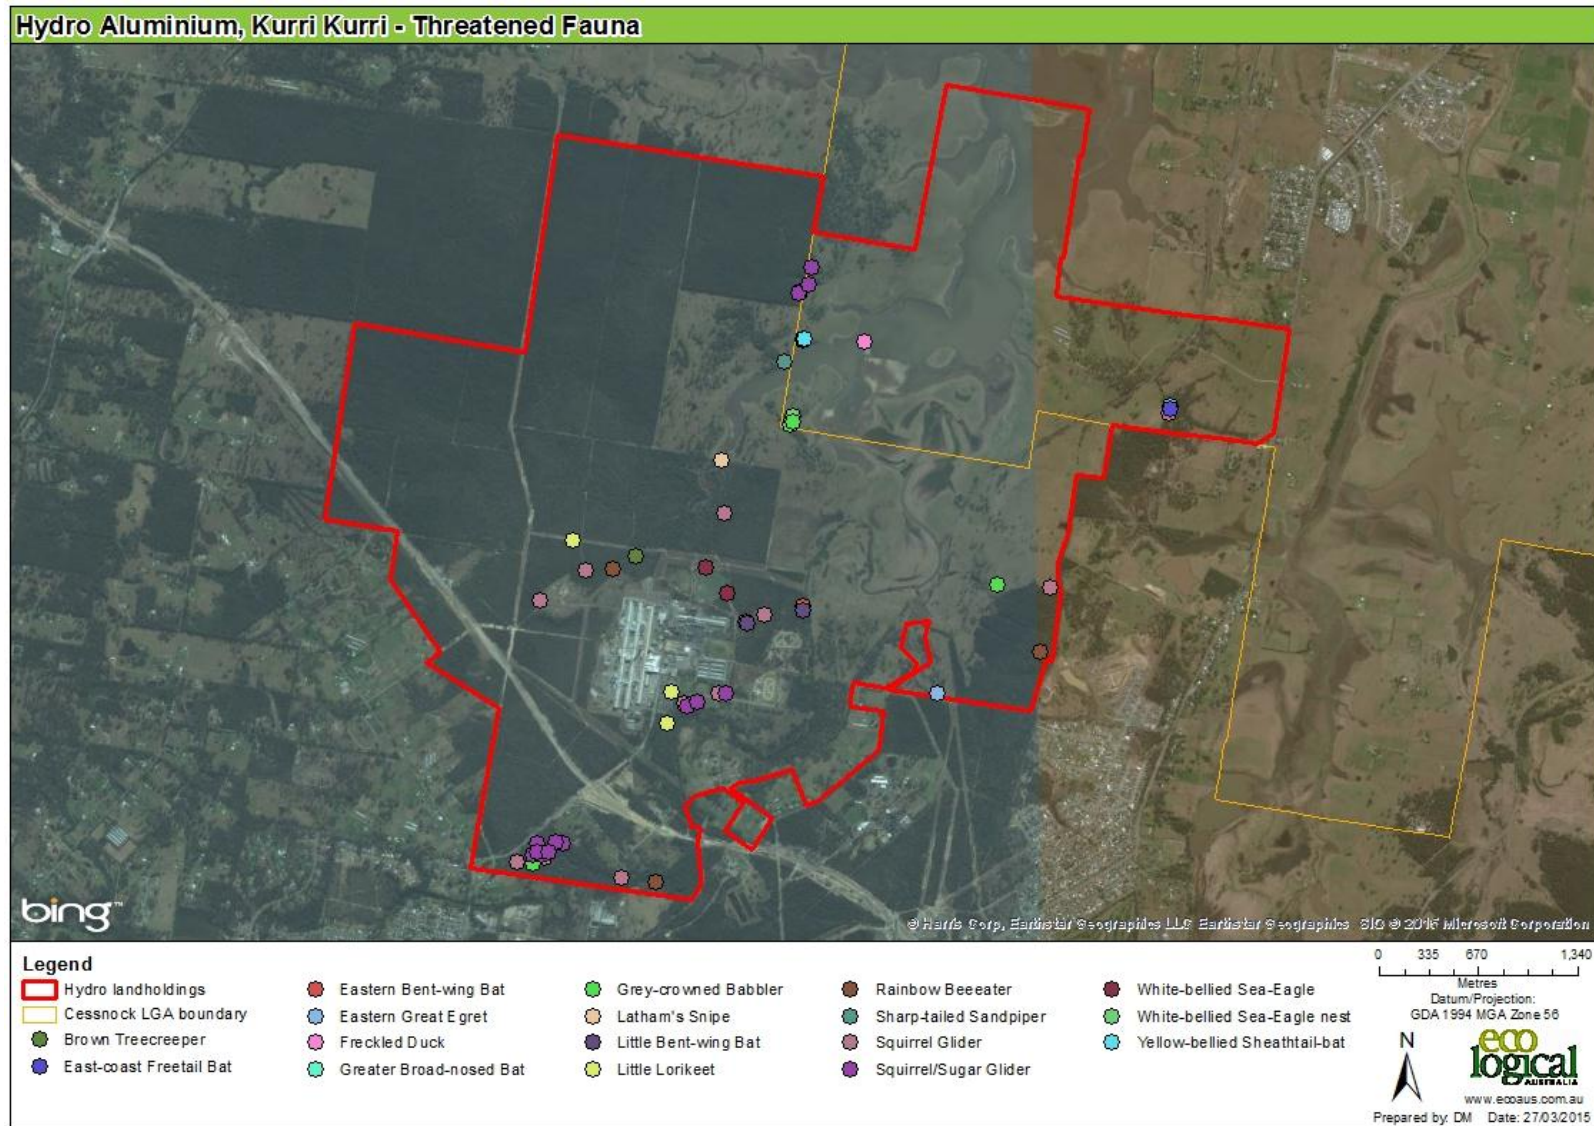 Hydro Aluminium, Kurri Kurri - Threatened Fauna
bing™
© Harris Corp, Earthstar Geographics LLC Earthstar Geographics SIO © 2015 Microsoft Corporation
Legend
Hydro landholdings
Cessnock LGA boundary
Brown Treecreeper
East-coast Freetail Bat
Eastern Bent-wing Bat
Eastern Great Egret
Freckled Duck
Greater Broad-nosed Bat
Grey-crowned Babbler
Latham's Snipe
Little Bent-wing Bat
Little Lorikeet
Rainbow Beeeater
Sharp-tailed Sandpiper
Squirrel Glider
Squirrel/Sugar Glider
White-bellied Sea-Eagle
White-bellied Sea-Eagle nest
Yellow-bellied Sheathtail-bat
0 335 670 1,340
Metres
Datum/Projection:
GDA 1994 MGA Zone 56
N
eco
logical
AUSTRALIA
www.ecoaus.com.au
Prepared by: DM Date: 27/03/2015